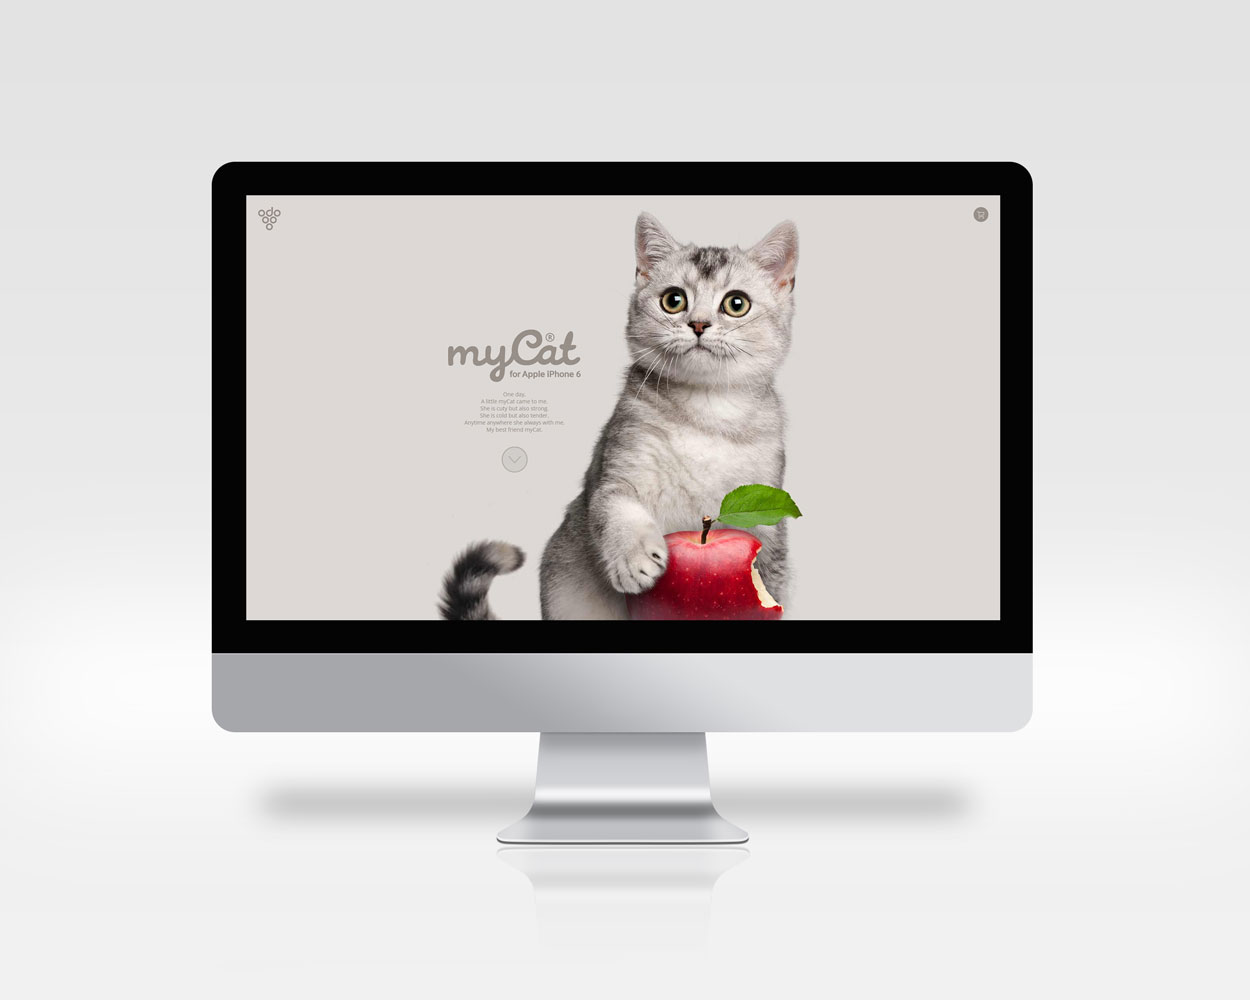 odo
myCat®
for Apple iPhone 6
One day,
A little myCat came to me.
She is cuty but also strong.
She is cold but also tender.
Anytime anywhere she always with me.
My best friend myCat.